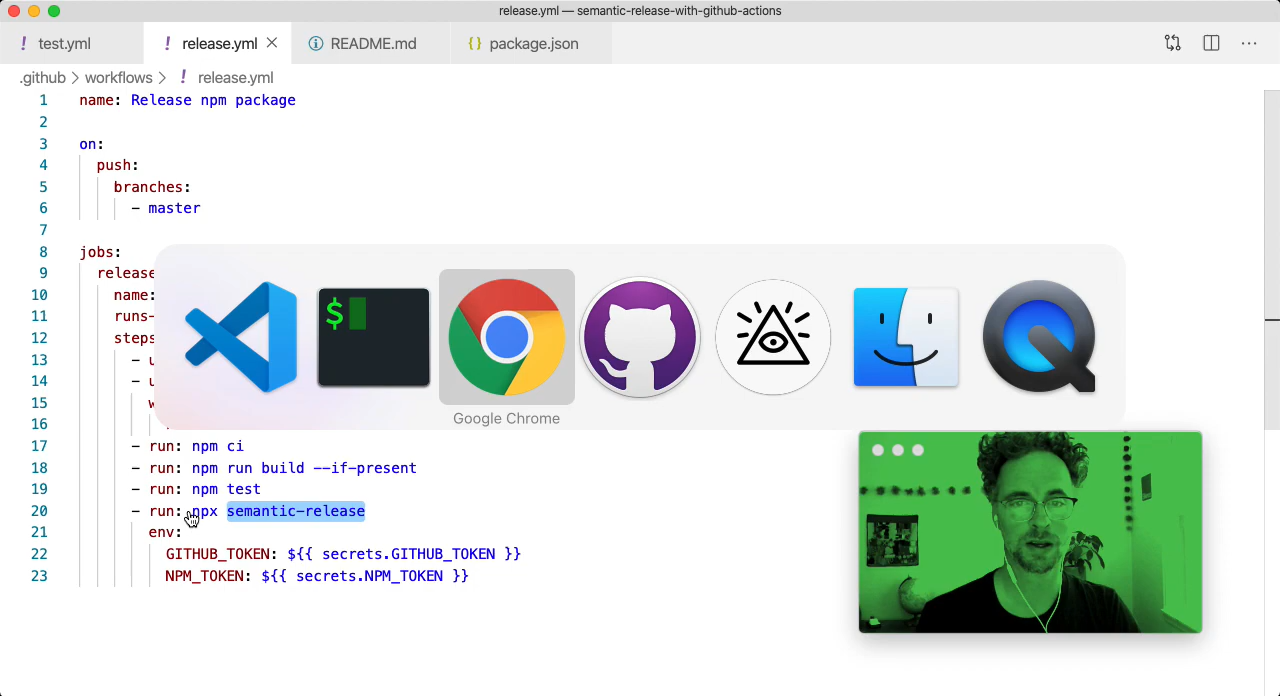 release.yml — semantic-release-with-github-actions
! test.yml ! release.yml README.md {} package.json
.github > workflows > ! release.yml
1 name: Release npm package
2
3 on:
4 push:
5 branches:
6 - master
7
8 jobs:
9 release
10 name:
11 runs-
12 steps
13 - u
14 - u
15 w
16
17 - run: npm ci
18 - run: npm run build --if-present
19 - run: npm test
20 - run: npx semantic-release
21 env:
22 GITHUB_TOKEN: ${{ secrets.GITHUB_TOKEN }}
23 NPM_TOKEN: ${{ secrets.NPM_TOKEN }}
$
Google Chrome